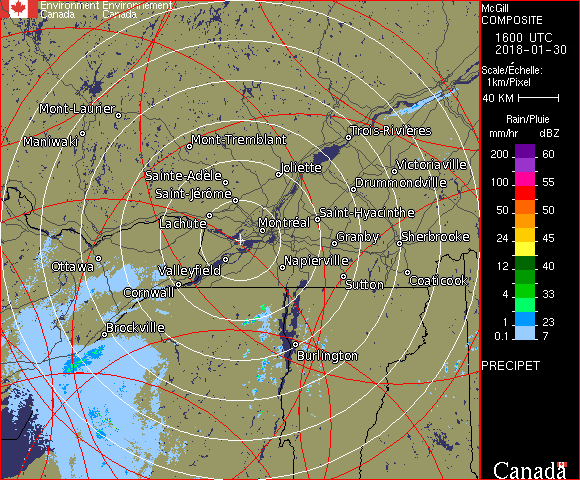 Environment Environnement
Canada Canada
McGill
COMPOSITE
1600 UTC
2018-01-30
Scale/Échelle:
1km/Pixel
40 KM
Rain/Pluie
mm/hr dBZ
200 60
155
100 55
50 50
24 45
12 40
4 33
1 23
0.1 7
PRECIPET
Canada
Mont-Laurier
Maniwaki
Mont-Tremblant
Trois-Rivières
Sainte-Adèle
Joliette
Victoriaville
Saint-Jérôme
Drummondville
Lachute
Montréal
Saint-Hyacinthe
Granby
Sherbrooke
Ottawa
Valleyfield
Napierville
Cornwall
Sutton
Coaticook
Brockville
Burlington